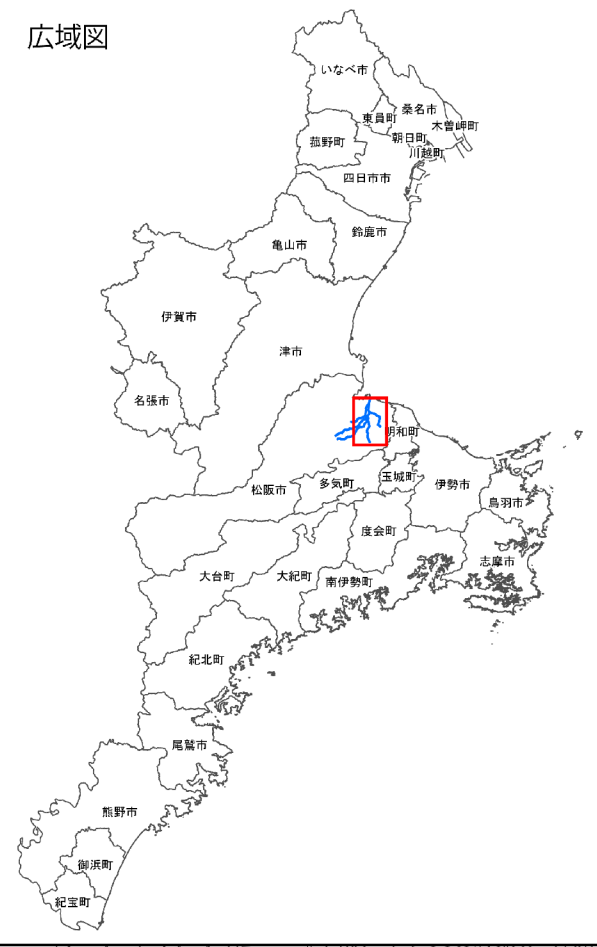 広域図
いなべ市
桑名市
東員町
木曽岬町
朝日町
菰野町
川越町
四日市市
鈴鹿市
亀山市
伊賀市
津市
名張市
明和町
玉城町
多気町
伊勢市
松阪市
鳥羽市
度会町
志摩市
大台町
大紀町
南伊勢町
紀北町
尾鷲市
熊野市
御浜町
紀宝町